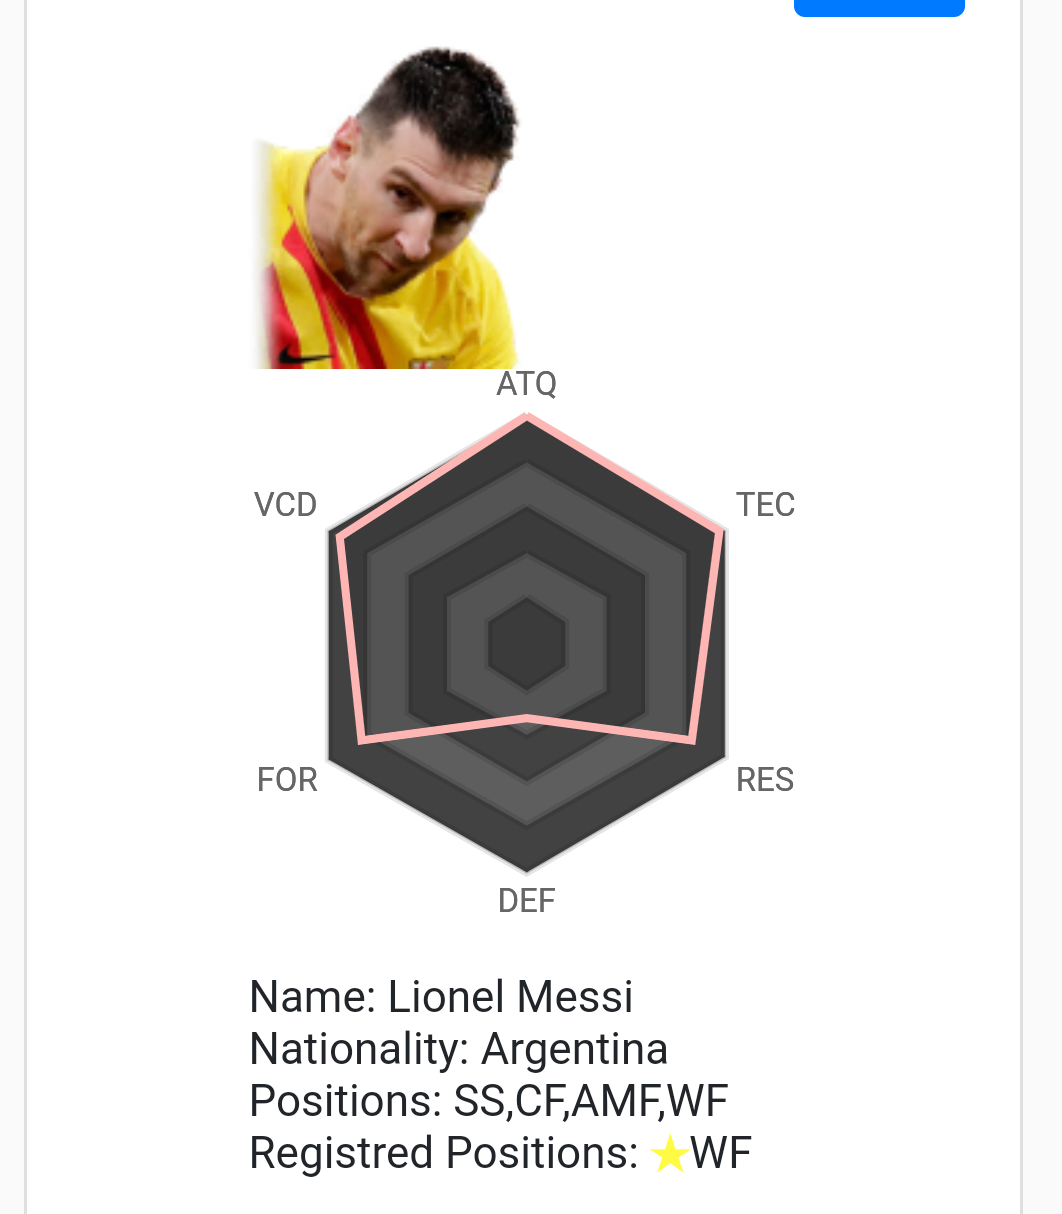 ATQ
VCD
TEC
FOR
RES
DEF
Name: Lionel Messi
Nationality: Argentina
Positions: SS,CF,AMF,WF
Registred Positions: ★WF